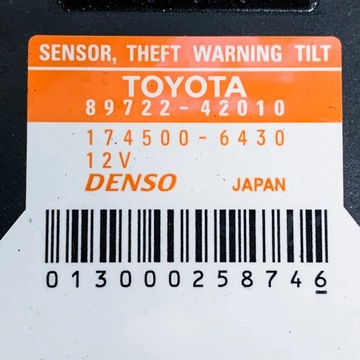 SENSOR, THEFT WARNING TILT
TOYOTA
89722-42010
174500-6430
12V
DENSO JAPAN
013000258746